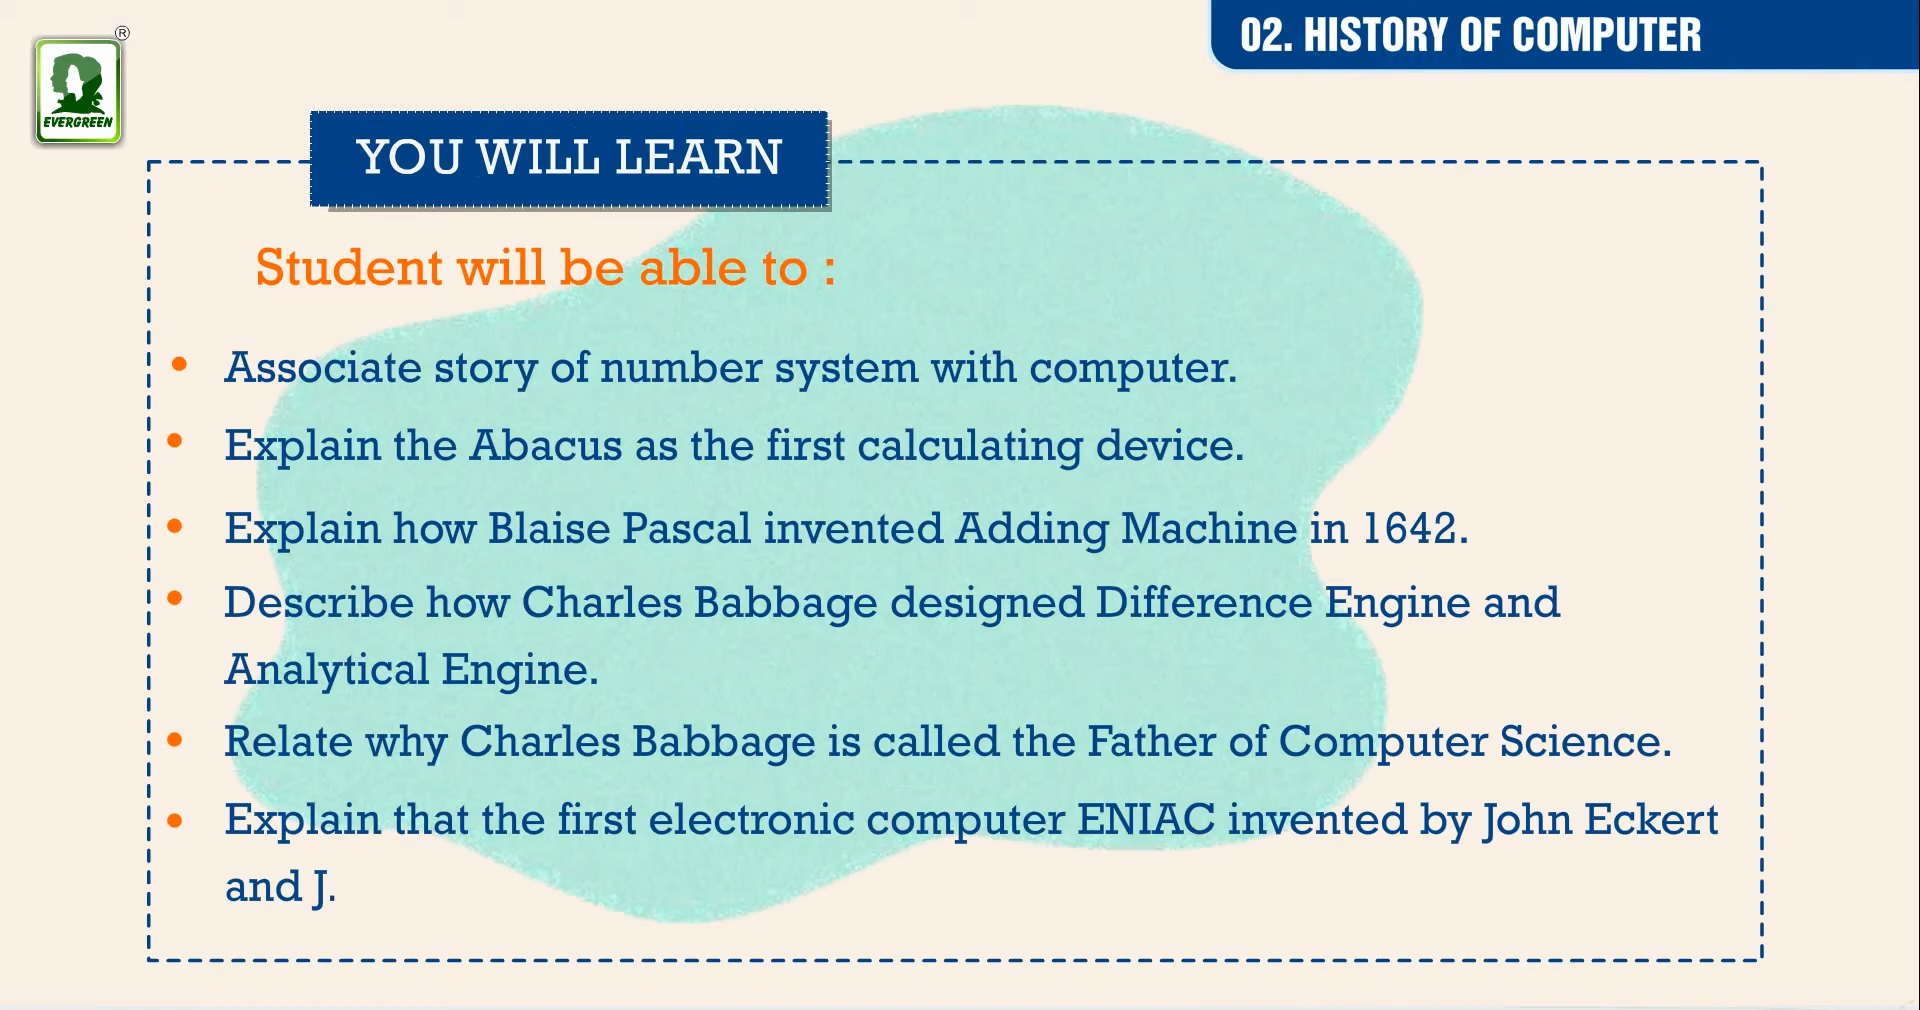 02. HISTORY OF COMPUTER
®
EVERGREEN
YOU WILL LEARN
Student will be able to :
• Associate story of number system with computer.
• Explain the Abacus as the first calculating device.
• Explain how Blaise Pascal invented Adding Machine in 1642.
• Describe how Charles Babbage designed Difference Engine and
Analytical Engine.
• Relate why Charles Babbage is called the Father of Computer Science.
• Explain that the first electronic computer ENIAC invented by John Eckert
and J.